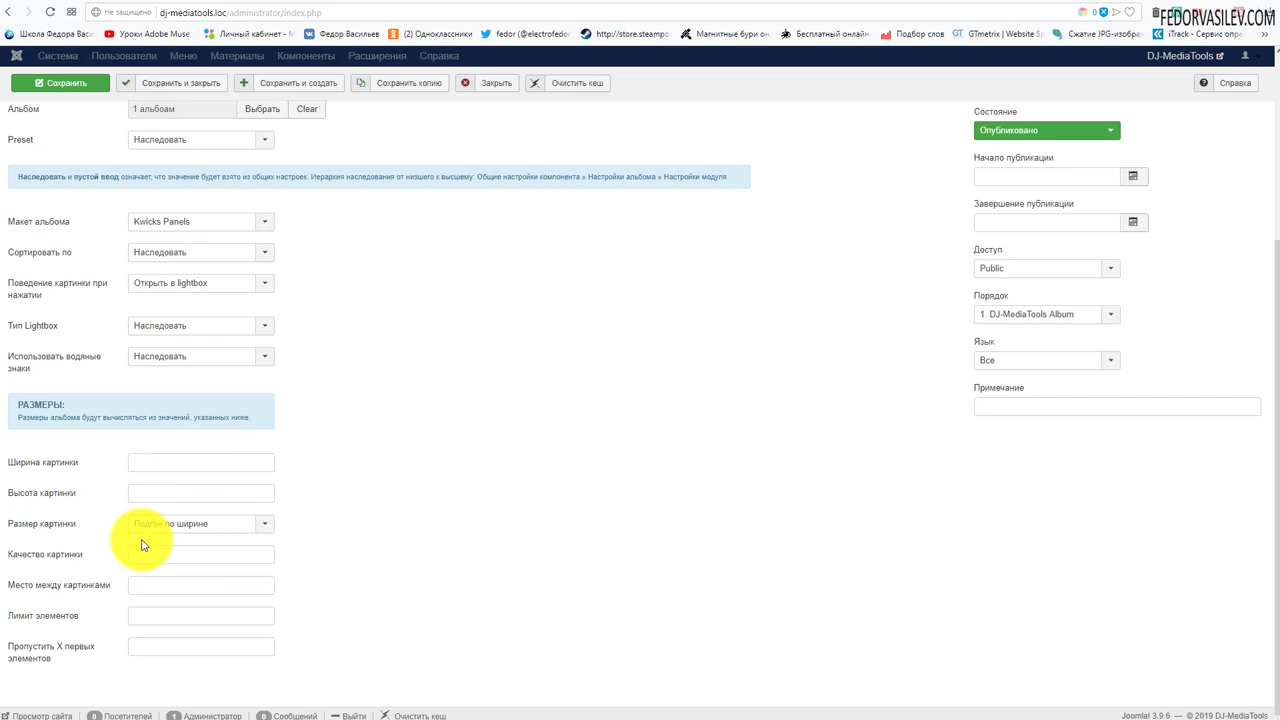 Не защищено dj-mediatools.loc/administrator/index.php 0
FEDORVASILEV.COM
Школа Федора Васи Уроки Adobe Muse, Личный кабинет - М Федор Васильев (2) Одноклассники fedor (@electrofedor http://store.steampo Магнитные бури они Бесплатный онлайн Подбор слов GTmetrix | Website S Сжатие JPG-изобра iTrack - Сервис опре
Система Пользователи Меню Материалы Компоненты Расширения Справка DJ-MediaTools
Сохранить Сохранить и закрыть Сохранить и создать Сохранить копию Закрыть Очистить кеш Справка
Альбом 1 альбоам Выбрать Clear
Preset Наследовать
Наследовать и пустой ввод означает, что значение будет взято из общих настроек. Иерархия наследования от низшего к высшему: Общие настройки компонента » Настройки альбома » Настройки модуля
Макет альбома Kwicks Panels
Сортировать по Наследовать
Поведение картинки при
нажатии
Открыть в lightbox
Тип Lightbox Наследовать
Использовать водяные
знаки
Наследовать
РАЗМЕРЫ:
Размеры альбома будут вычисляться из значений, указанных ниже.
Ширина картинки
Высота картинки
Размер картинки Подгон по ширине
Качество картинки
Место между картинками
Лимит элементов
Пропустить X первых
элементов
Состояние
Опубликовано
Начало публикации
Завершение публикации
Доступ
Public
Порядок
1. DJ-MediaTools Album
Язык
Все
Примечание
Просмотр сайта 0 Посетителей 1 Администратор 0 Сообщений Выйти Очистить кеш Joomla! 3.9.6 — © 2019 DJ-MediaTools